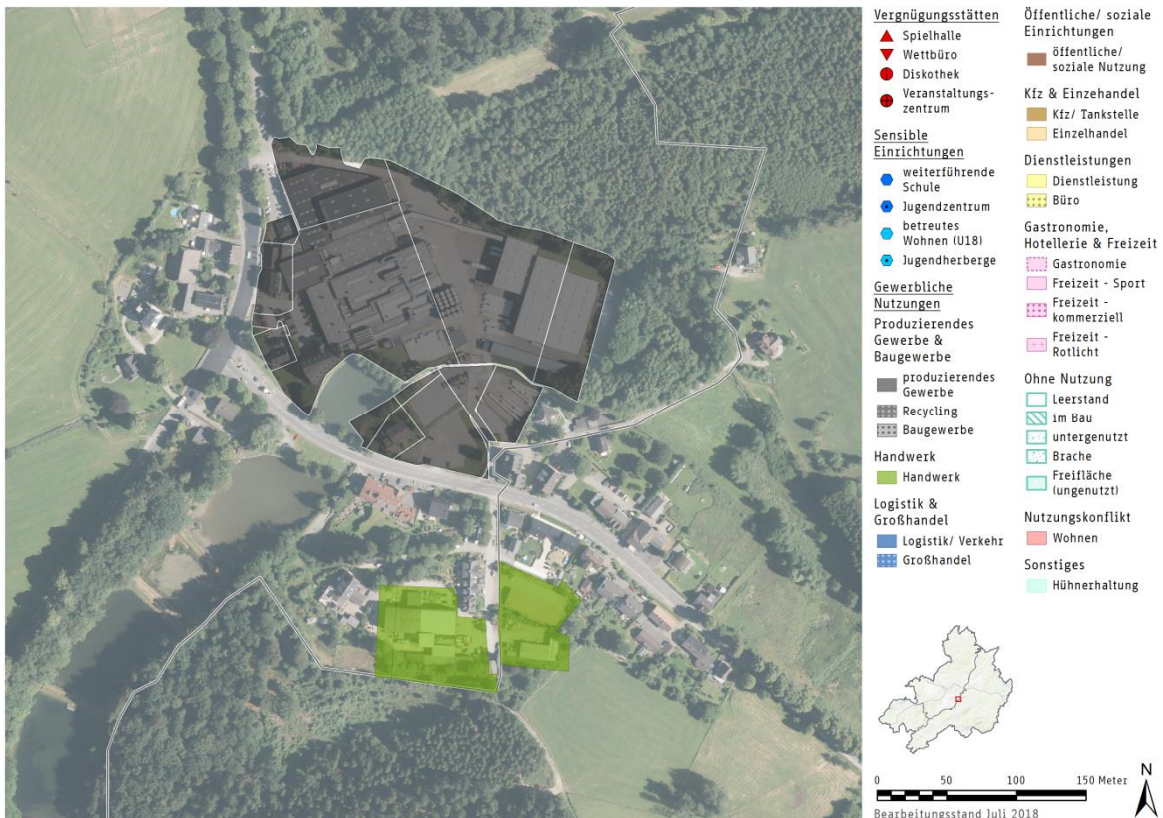 Vergnügungsstätten
Spielhalle
Wettbüro
Diskothek
Veranstaltungs-
zentrum
Sensible
Einrichtungen
weiterführende
Schule
Jugendzentrum
betreutes
Wohnen (U18)
Jugendherberge
Gewerbliche
Nutzungen
Produzierendes
Gewerbe &
Baugewerbe
produzierendes
Gewerbe
Recycling
Baugewerbe
Handwerk
Handwerk
Logistik &
Großhandel
Logistik/ Verkehr
Großhandel
Öffentliche/ soziale
Einrichtungen
öffentliche/
soziale Nutzung
Kfz & Einzehandel
Kfz/ Tankstelle
Einzelhandel
Dienstleistungen
Dienstleistung
Büro
Gastronomie,
Hotellerie & Freizeit
Gastronomie
Freizeit - Sport
Freizeit -
kommerziell
Freizeit -
Rotlicht
Ohne Nutzung
Leerstand
im Bau
untergenutzt
Brache
Freifläche
(ungenutzt)
Nutzungskonflikt
Wohnen
Sonstiges
Hühnerhaltung
0 50 100 150 Meter
N
Bearbeitungsstand Juli 2018